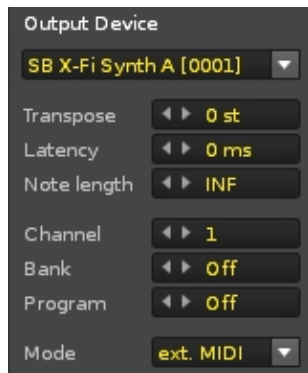 Output Device
SB X-Fi Synth A [0001]
Transpose 0 st
Latency 0 ms
Note length INF
Channel 1
Bank Off
Program Off
Mode ext. MIDI